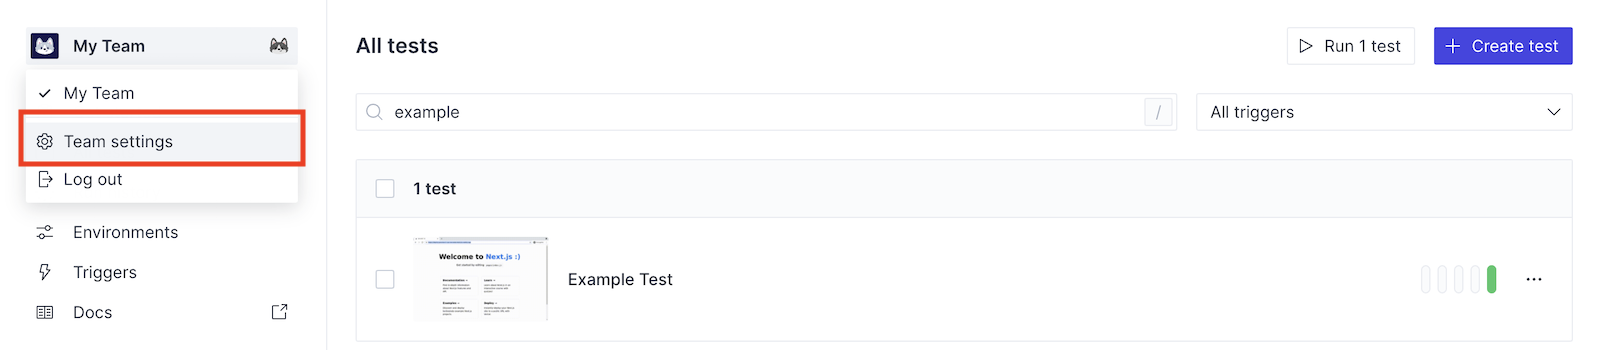 My Team
My Team
Team settings
Log out
Environments
Triggers
Docs
All tests
Run 1 test
Create test
example
/
All triggers
1 test
Welcome to Next.js :)
Example Test